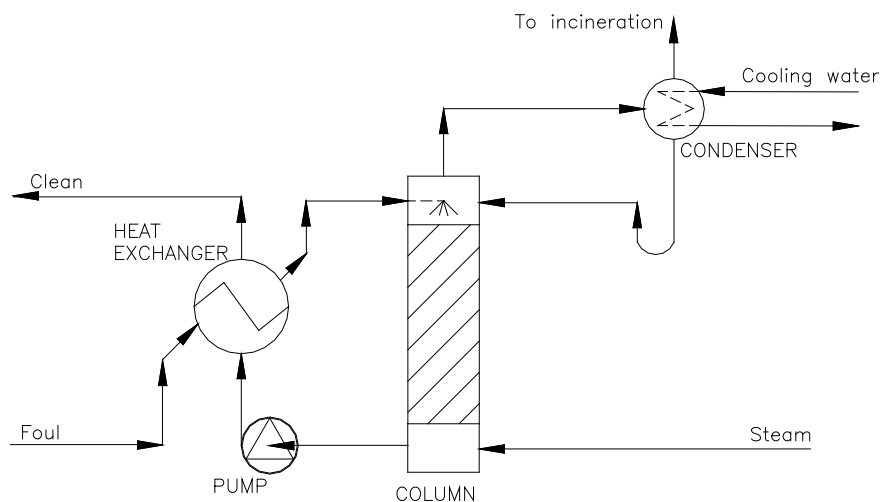 To incineration
Cooling water
CONDENSER
Clean
HEAT
EXCHANGER
Foul
Steam
PUMP
COLUMN